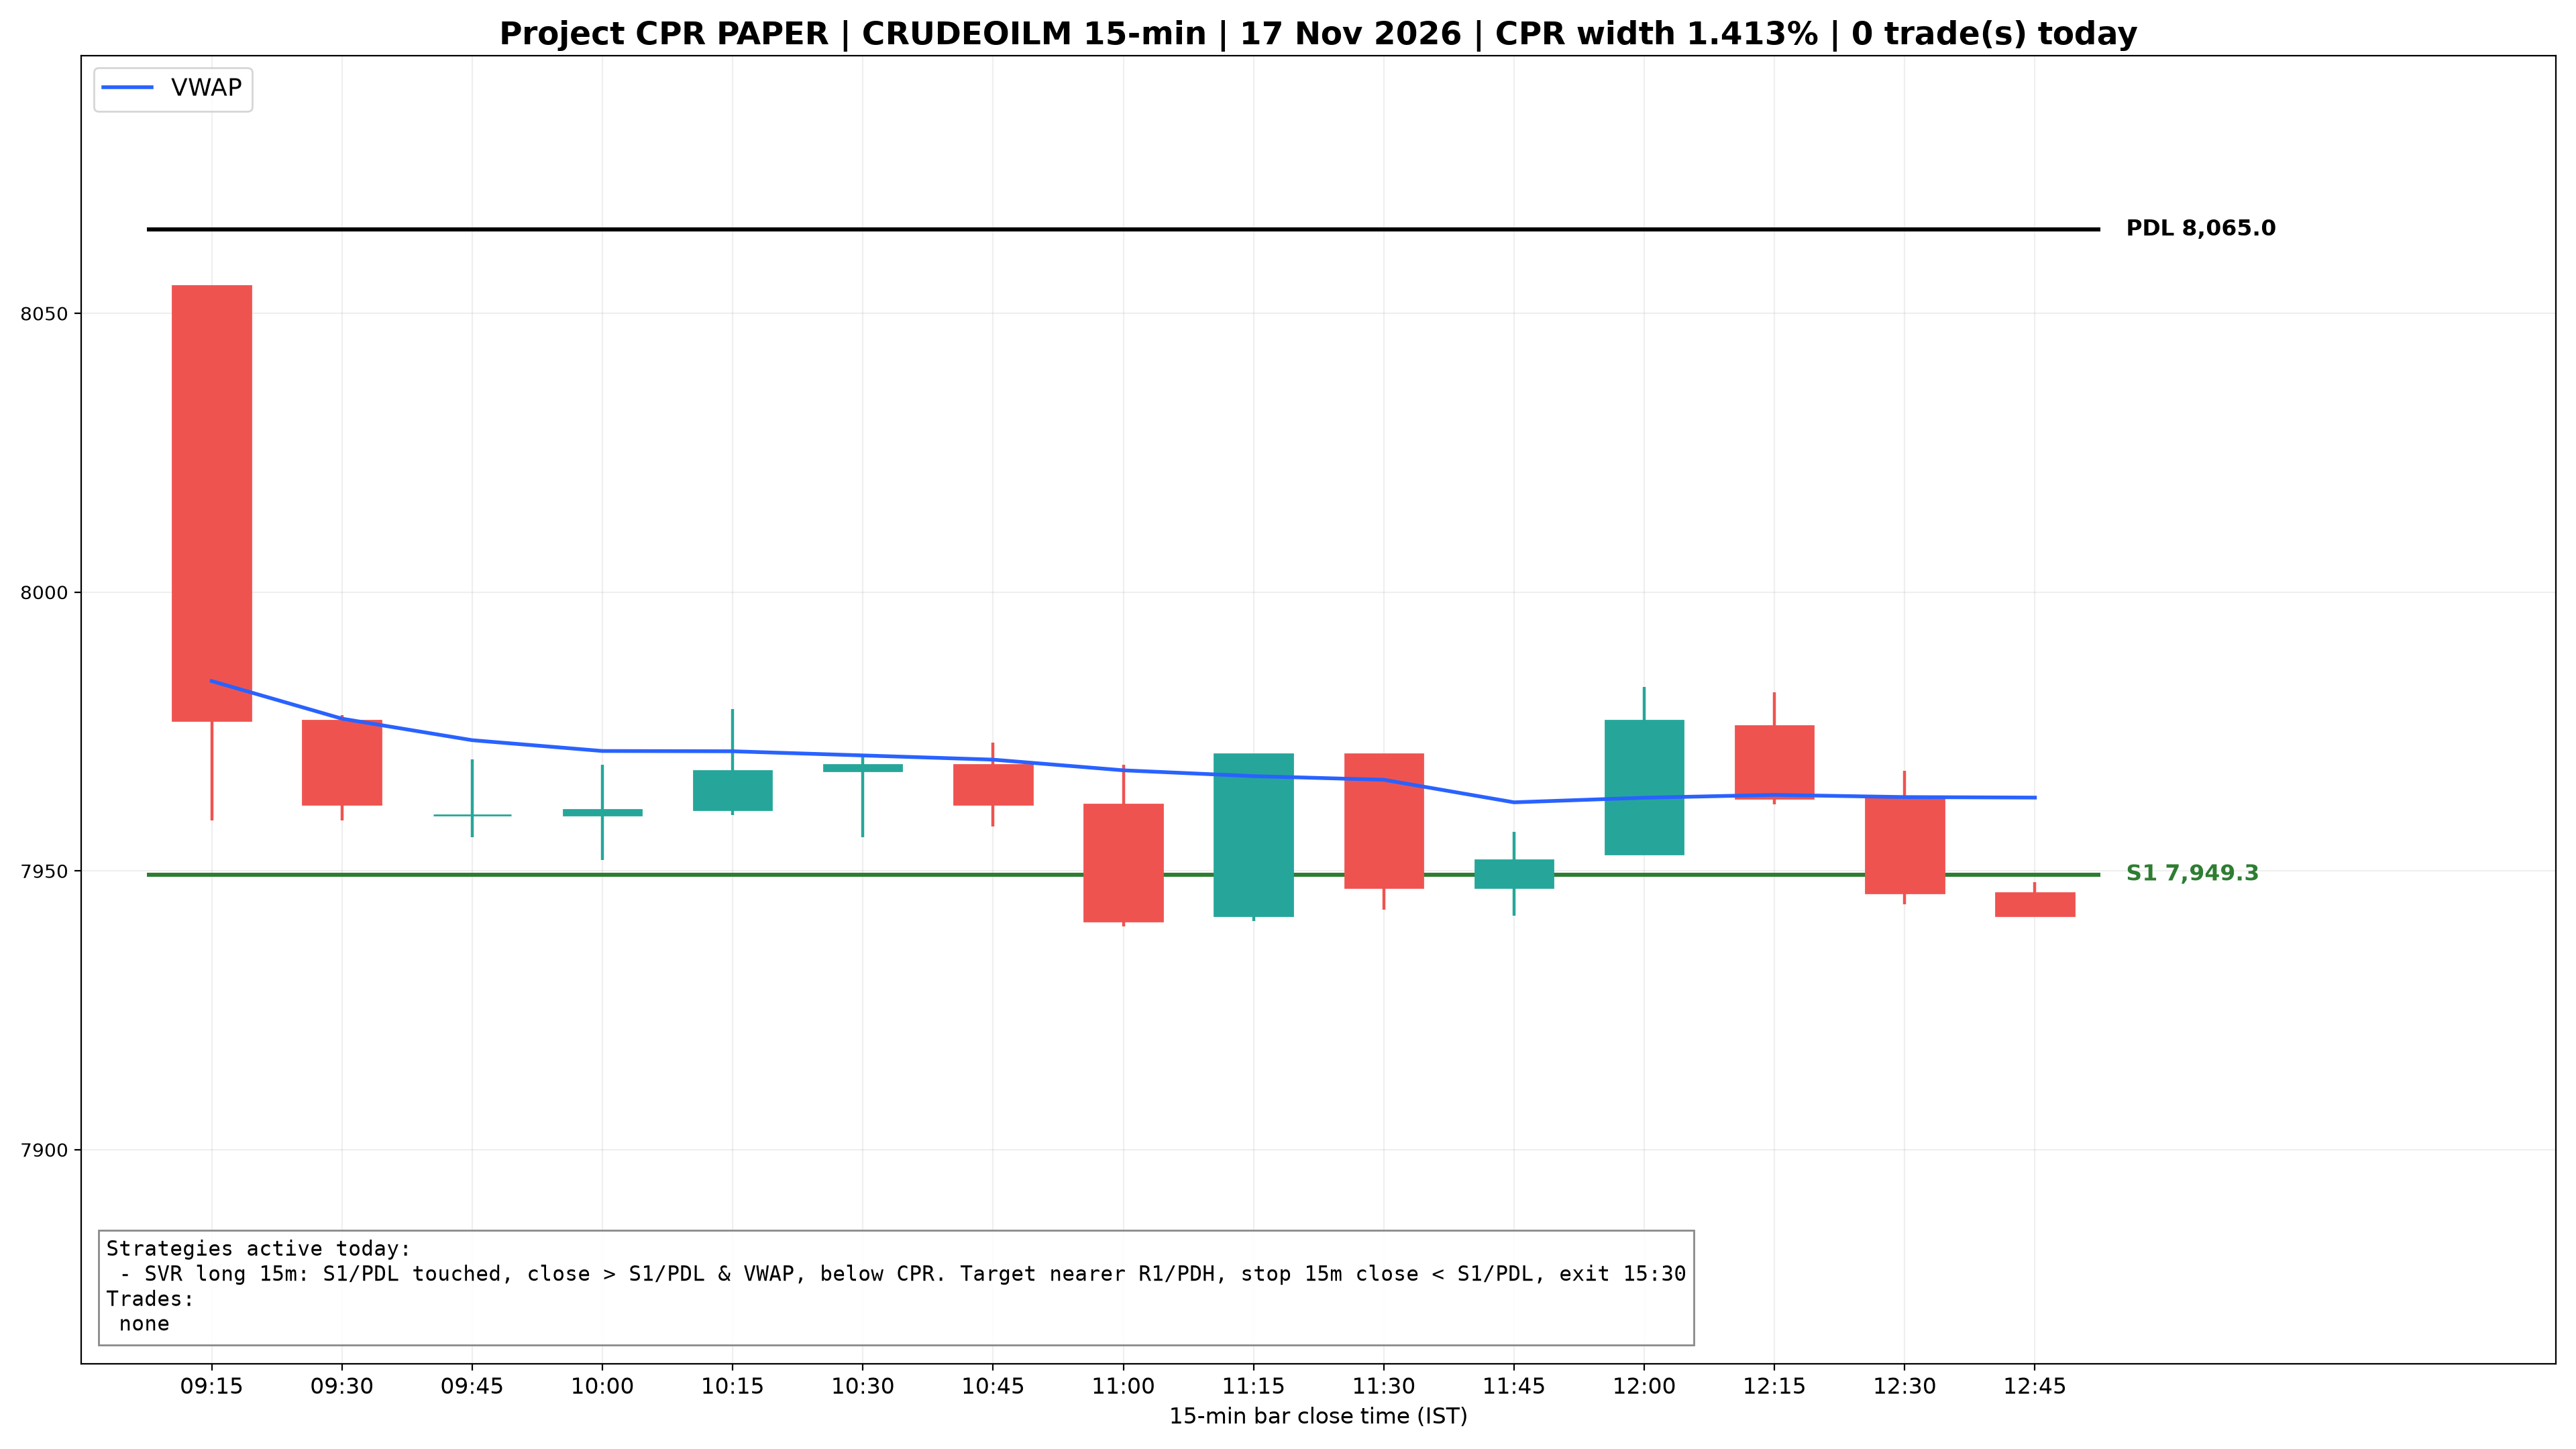 Project CPR PAPER | CRUDEOILM 15-min | 17 Nov 2026 | CPR width 1.413% | 0 trade(s) today
VWAP
PDL 8,065.0
8050
8000
7950
S1 7,949.3
7900
Strategies active today:
 - SVR long 15m: S1/PDL touched, close > S1/PDL & VWAP, below CPR. Target nearer R1/PDH, stop 15m close < S1/PDL, exit 15:30
Trades:
 none
09:15 09:30 09:45 10:00 10:15 10:30 10:45 11:00 11:15 11:30 11:45 12:00 12:15 12:30 12:45
15-min bar close time (IST)